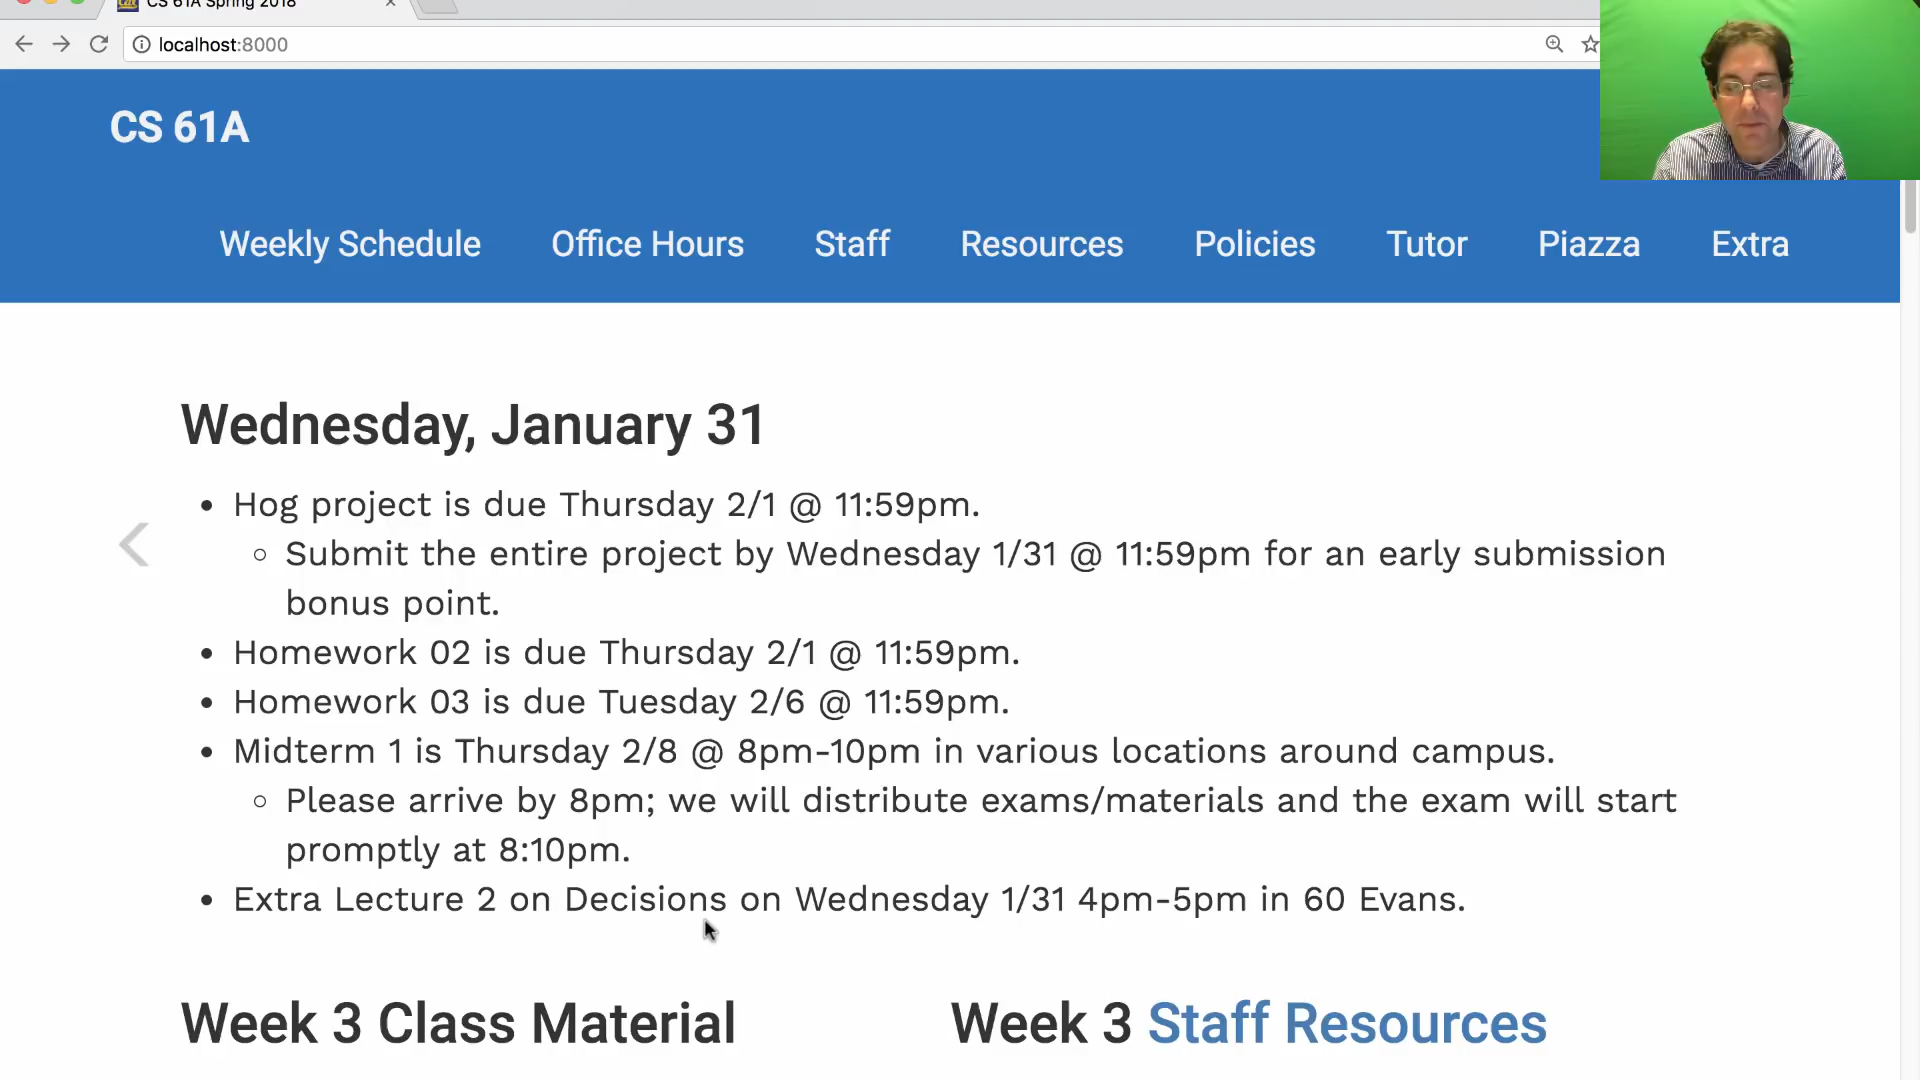 CS 61A Spring 2018
localhost:8000
CS 61A
Weekly Schedule Office Hours Staff Resources Policies Tutor Piazza Extra
Wednesday, January 31
Hog project is due Thursday 2/1 @ 11:59pm.
Submit the entire project by Wednesday 1/31 @ 11:59pm for an early submission
bonus point.
Homework 02 is due Thursday 2/1 @ 11:59pm.
Homework 03 is due Tuesday 2/6 @ 11:59pm.
Midterm 1 is Thursday 2/8 @ 8pm-10pm in various locations around campus.
Please arrive by 8pm; we will distribute exams/materials and the exam will start
promptly at 8:10pm.
Extra Lecture 2 on Decisions on Wednesday 1/31 4pm-5pm in 60 Evans.
Week 3 Class Material
Week 3 Staff Resources